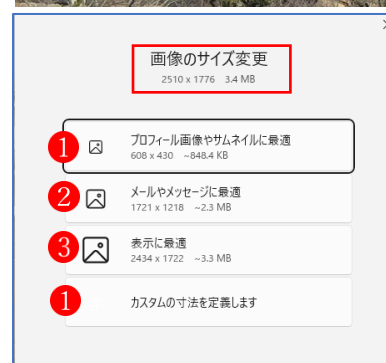 画像のサイズ変更
2510 x 1776 3.4 MB
1
プロフィール画像やサムネイルに最適
608 x 430 ~848.4 KB
2
メールやメッセージに最適
1721 x 1218 ~2.3 MB
3
表示に最適
2434 x 1722 ~3.3 MB
1
カスタムの寸法を定義します